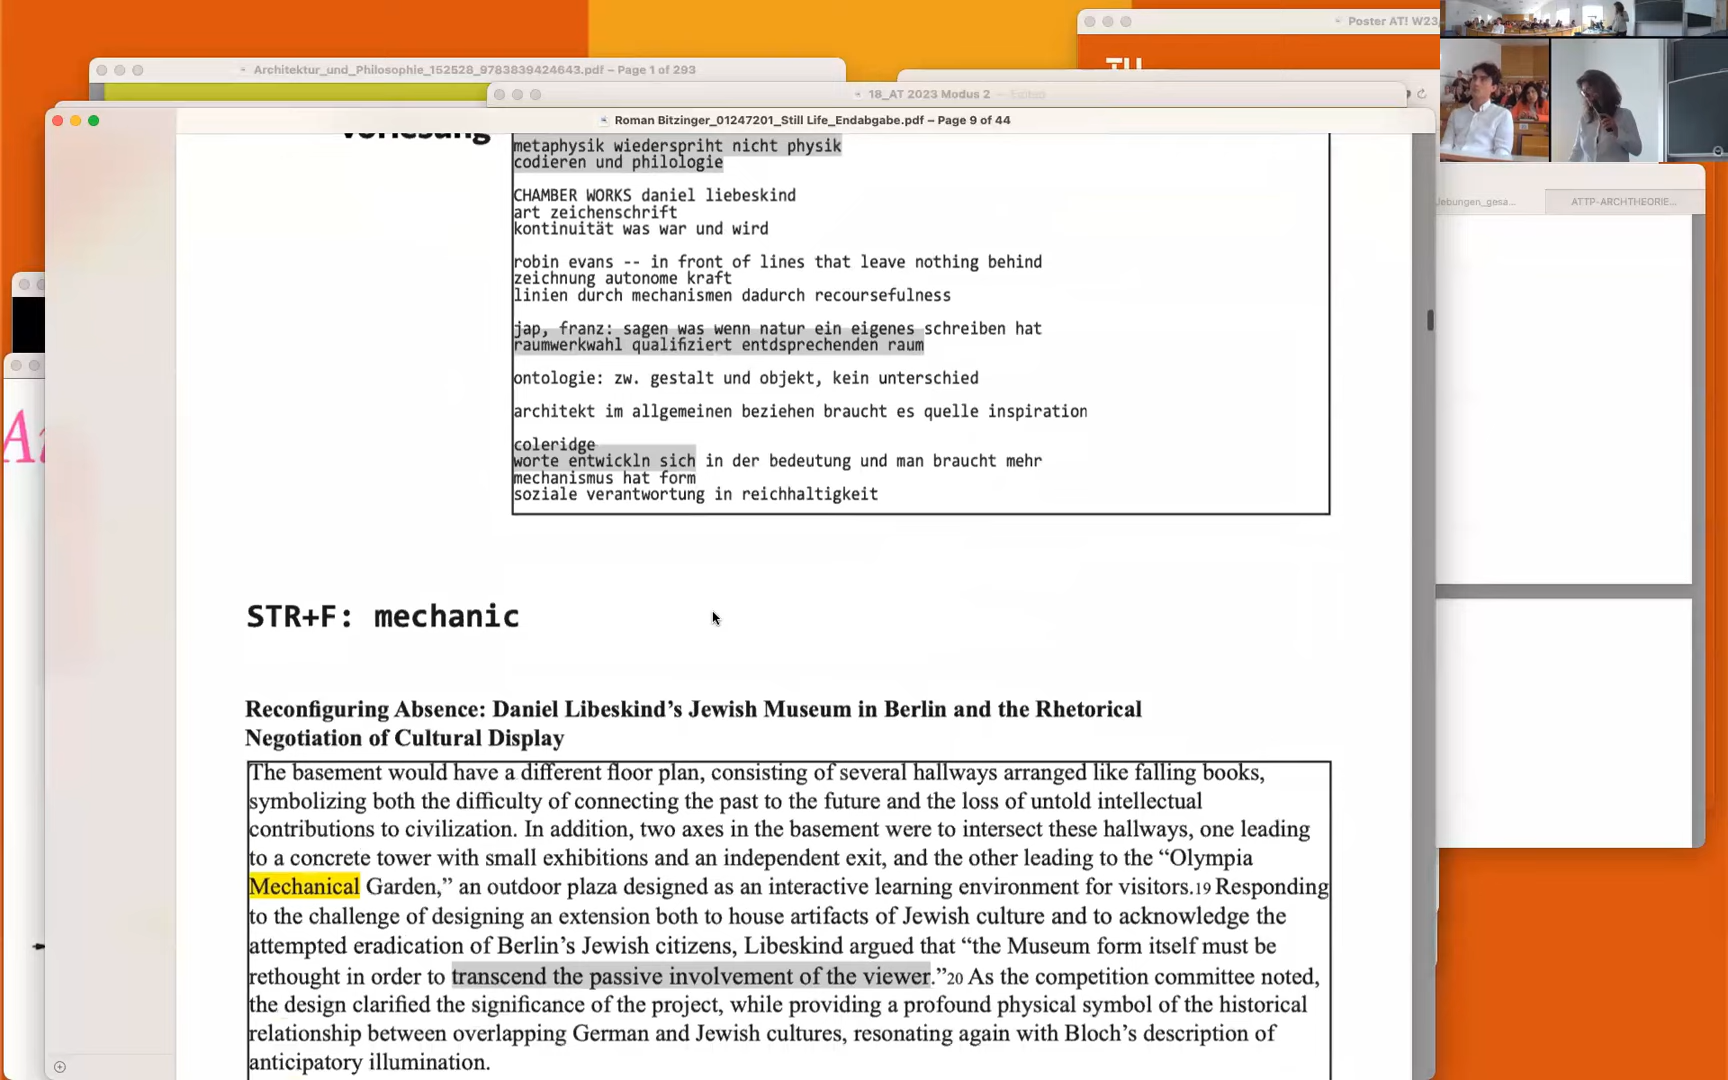 Poster AT! W23
Architektur_und_Philosophie_152528_9783839424643.pdf – Page 1 of 293
TU
18_AT 2023 Modus 2 — Edited
Roman Bitzinger_01247201_Still Life_Endabgabe.pdf – Page 9 of 44
vorlesung
metaphysik wiederspriht nicht physik
codieren und philologie
CHAMBER WORKS daniel liebeskind
art zeichenschrift
kontinuität was war und wird
robin evans -- in front of lines that leave nothing behind
zeichnung autonome kraft
linien durch mechanismen dadurch recoursefulness
jap, franz: sagen was wenn natur ein eigenes schreiben hat
raumwerkwahl qualifiziert entdsprechenden raum
ontologie: zw. gestalt und objekt, kein unterschied
architekt im allgemeinen beziehen braucht es quelle inspiration
coleridge
worte entwickln sich in der bedeutung und man braucht mehr
mechanismus hat form
soziale verantwortung in reichhaltigkeit
STR+F: mechanic
Reconfiguring Absence: Daniel Libeskind’s Jewish Museum in Berlin and the Rhetorical
Negotiation of Cultural Display
The basement would have a different floor plan, consisting of several hallways arranged like falling books,
symbolizing both the difficulty of connecting the past to the future and the loss of untold intellectual
contributions to civilization. In addition, two axes in the basement were to intersect these hallways, one leading
to a concrete tower with small exhibitions and an independent exit, and the other leading to the “Olympia
Mechanical Garden,” an outdoor plaza designed as an interactive learning environment for visitors.19 Responding
to the challenge of designing an extension both to house artifacts of Jewish culture and to acknowledge the
attempted eradication of Berlin’s Jewish citizens, Libeskind argued that “the Museum form itself must be
rethought in order to transcend the passive involvement of the viewer.”20 As the competition committee noted,
the design clarified the significance of the project, while providing a profound physical symbol of the historical
relationship between overlapping German and Jewish cultures, resonating again with Bloch’s description of
anticipatory illumination.
lebungen_gesa...
ATTP-ARCHTHEORIE...